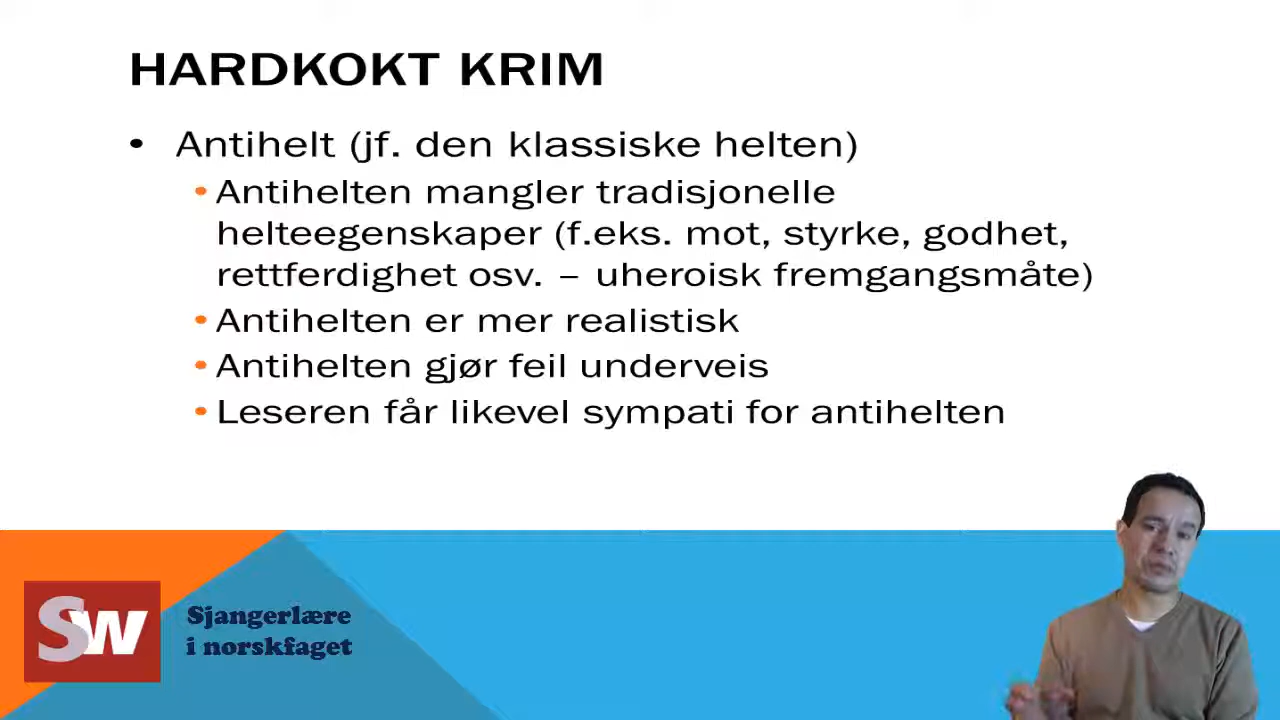 HARDKOKT KRIM
• Antihelt (jf. den klassiske helten)
• Antihelten mangler tradisjonelle
helteegenskaper (f.eks. mot, styrke, godhet,
rettferdighet osv. – uheroisk fremgangsmåte)
• Antihelten er mer realistisk
• Antihelten gjør feil underveis
• Leseren får likevel sympati for antihelten
SW
Sjangerlære
i norskfaget